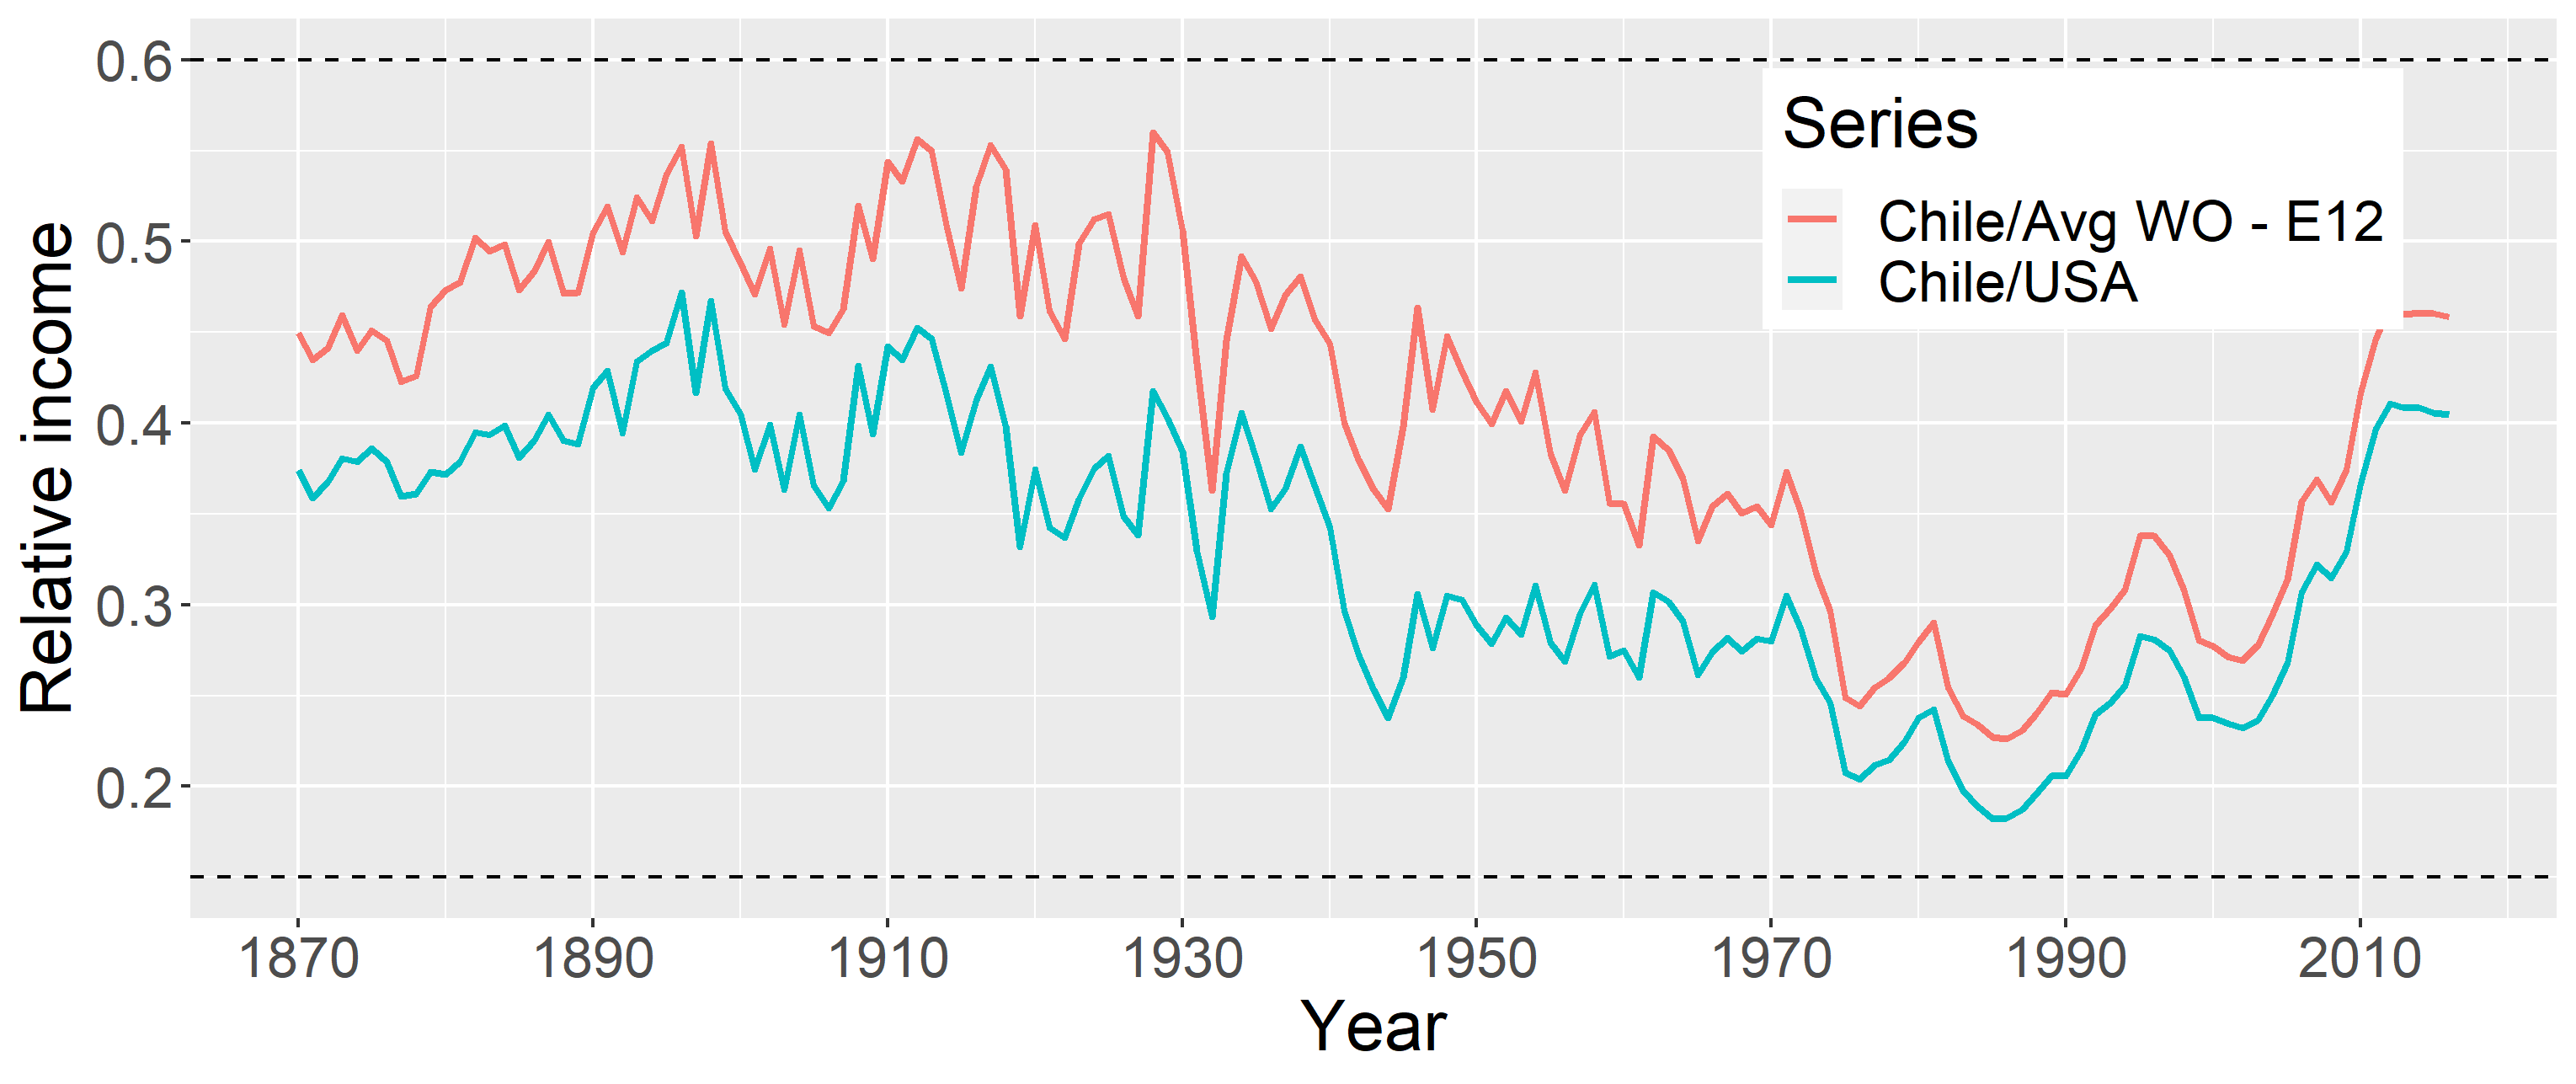 Relative income
0.6
0.5
0.4
0.3
0.2
Series
Chile/Avg WO - E12
Chile/USA
1870 1890 1910 1930 1950 1970 1990 2010
Year